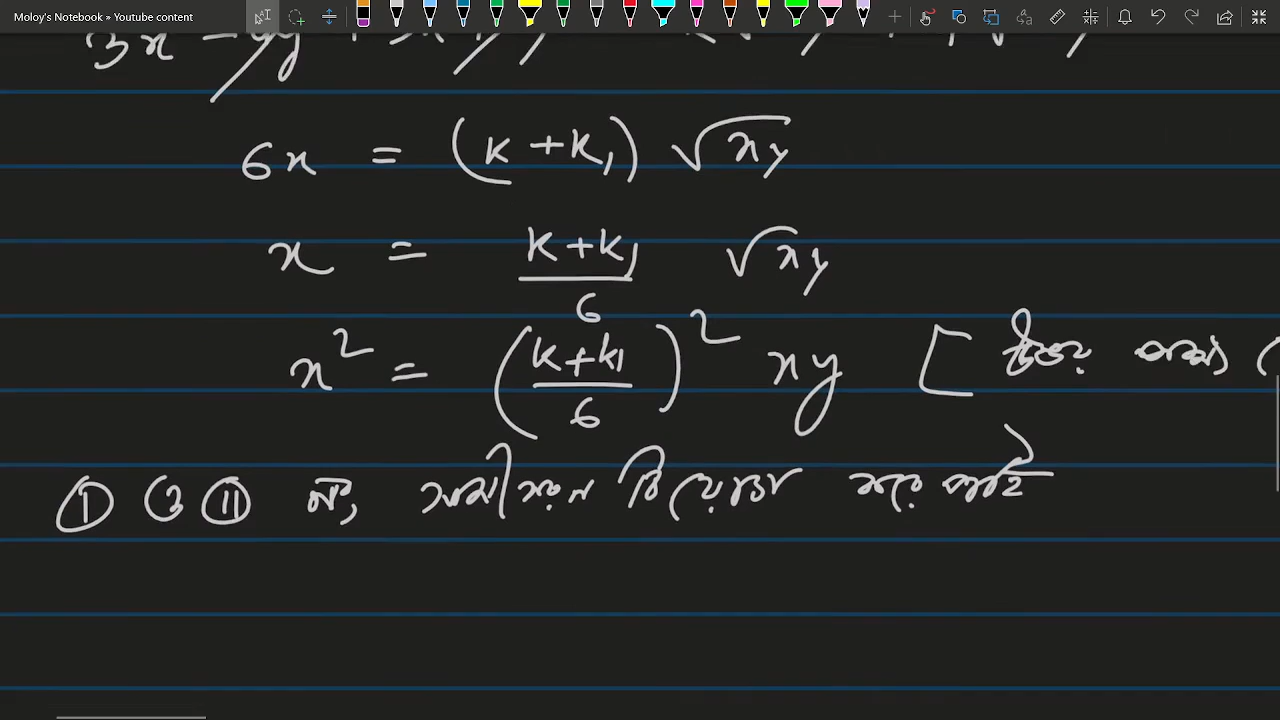 Moloy's Notebook » Youtube content
6x = (k + k₁) √xy
x = k + k₁ / 6 √xy
x² = (k + k₁ / 6)² xy [ উভয়
① ও ⑪ নং, সমীকরণ বিয়োগ করে পাই